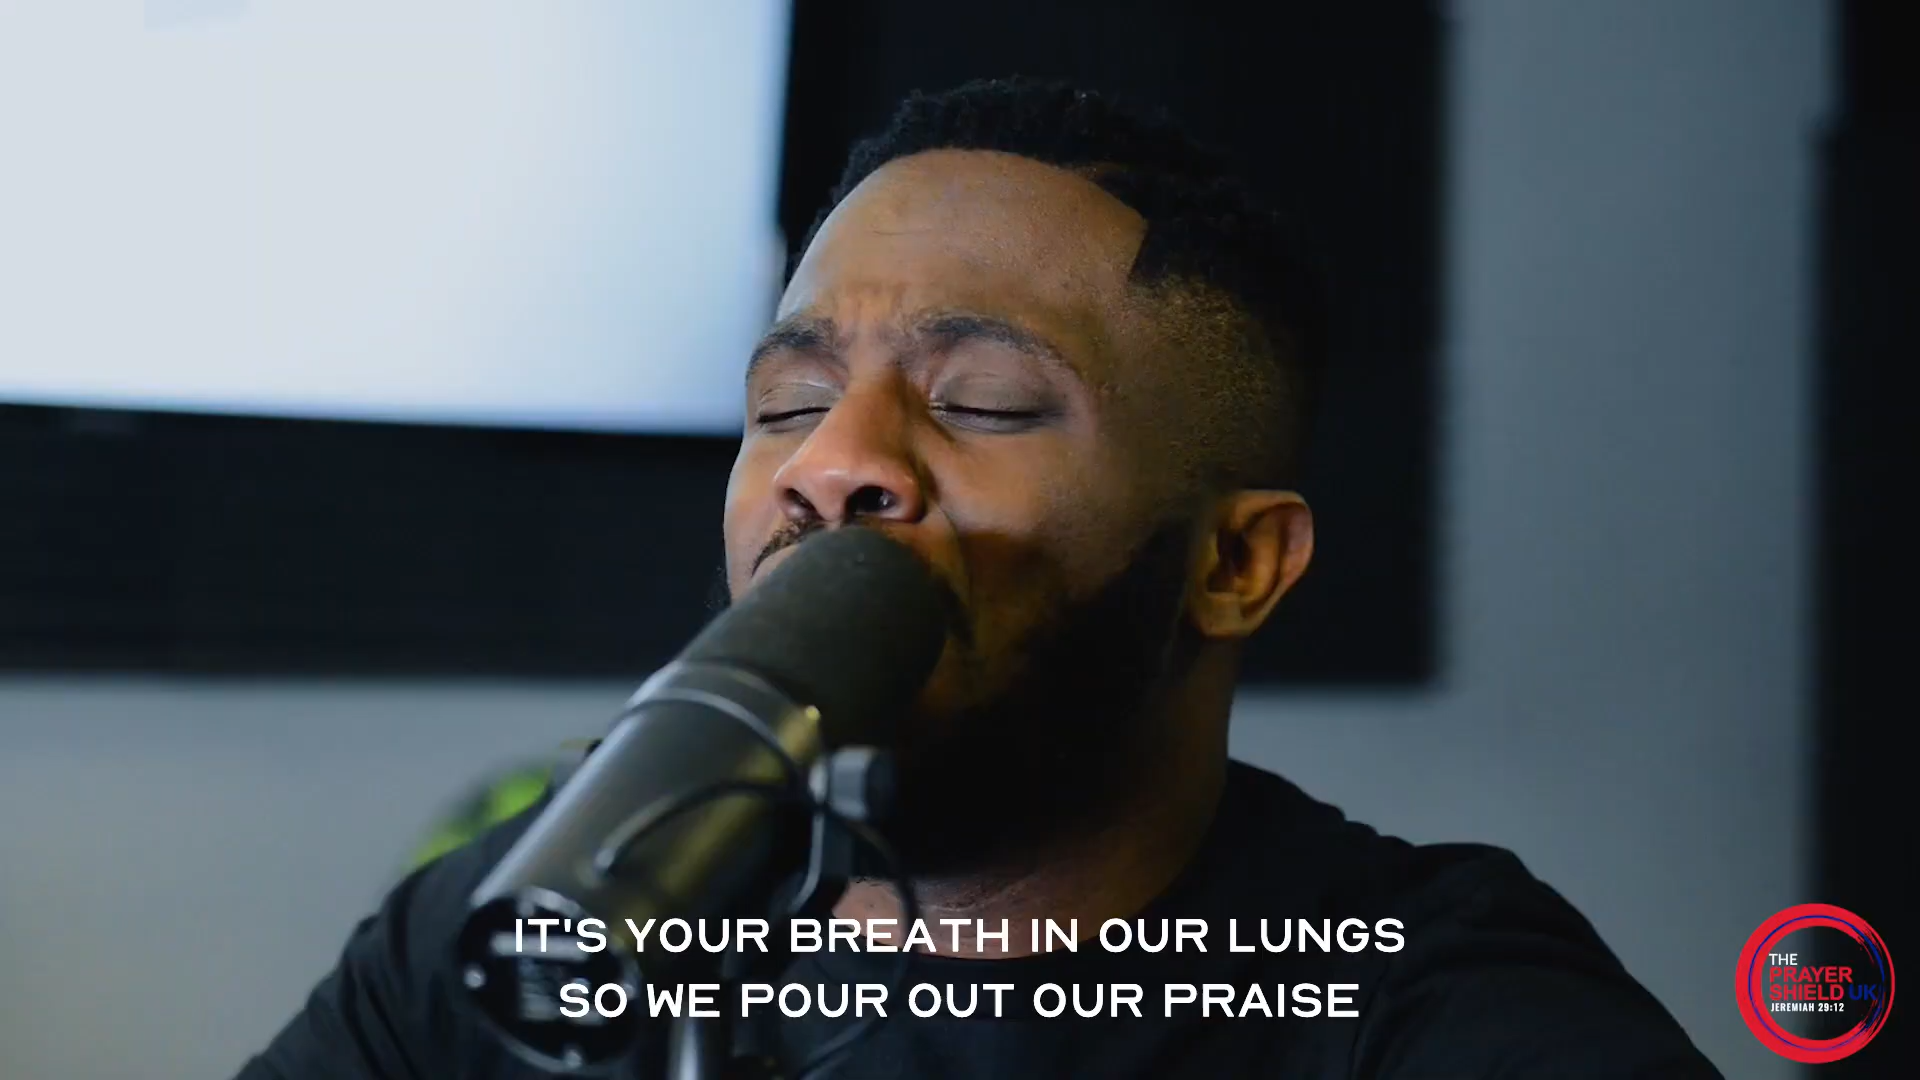 IT'S YOUR BREATH IN OUR LUNGS
SO WE POUR OUT OUR PRAISE
THE
PRAYER
SHIELD UK
JEREMIAH 29:12